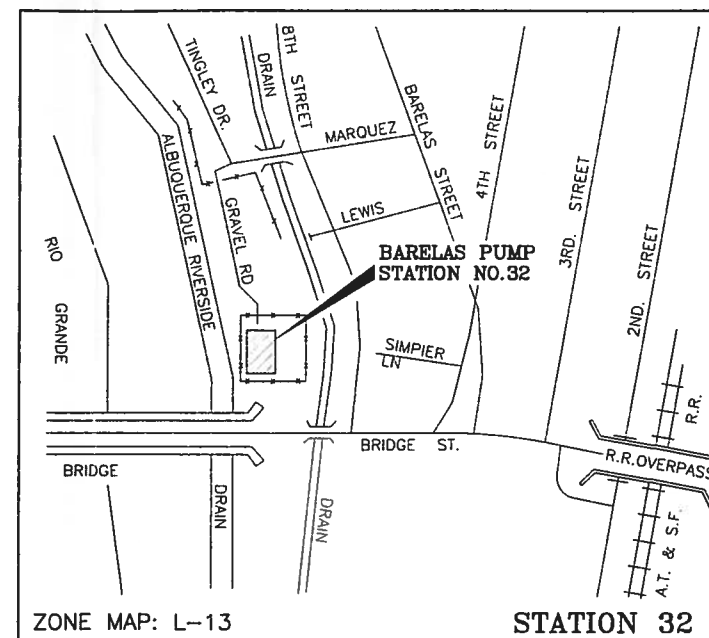 TINGLEY DR.
DRAIN
8TH STREET
ALBUQUERQUE RIVERSIDE
MARQUEZ
BARELAS STREET
4TH STREET
3RD. STREET
2ND. STREET
LEWIS
GRAVEL RD
RIO GRANDE
BARELAS PUMP
STATION NO.32
SIMPIER
LN
BRIDGE ST.
R.R.
R.R.OVERPASS
BRIDGE
DRAIN
DRAIN
A.T. & S.F.
ZONE MAP: L-13
STATION 32